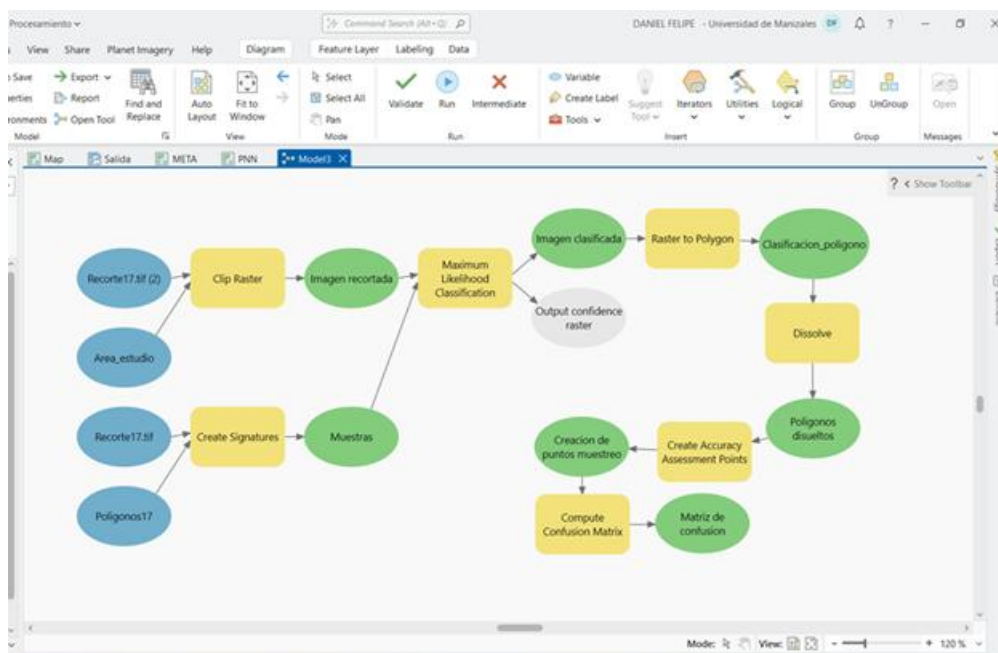 Procesamiento
Command Search (Alt+Q)
DANIEL FELIPE - Universidad de Manizales DF ?
View Share Planet Imagery Help Diagram Feature Layer Labeling Data
Save Export
Report
Open Tool
Find and Replace
Auto Layout
Fit to Window
Select
Select All
Pan
Validate Run Intermediate
Variable
Create Label
Tools
Suggest Tool
Iterators Utilities Logical
Group UnGroup
Open
Model View Mode Run Insert Group Messages
Map Salida META PNN Model3
? < Show Toolbar
Recorte17.tif (2)
Clip Raster
Imagen recortada
Maximum
Likelihood
Classification
Imagen clasificada
Raster to Polygon
Clasificacion_poligono
Output confidence
raster
Area_estudio
Dissolve
Recorte17.tif
Create Signatures
Muestras
Poligonos
disueltos
Create Accuracy
Assessment Points
Creacion de
puntos muestreo
Poligonos17
Compute
Confusion Matrix
Matriz de
confusion
Mode: View: - + 120 %